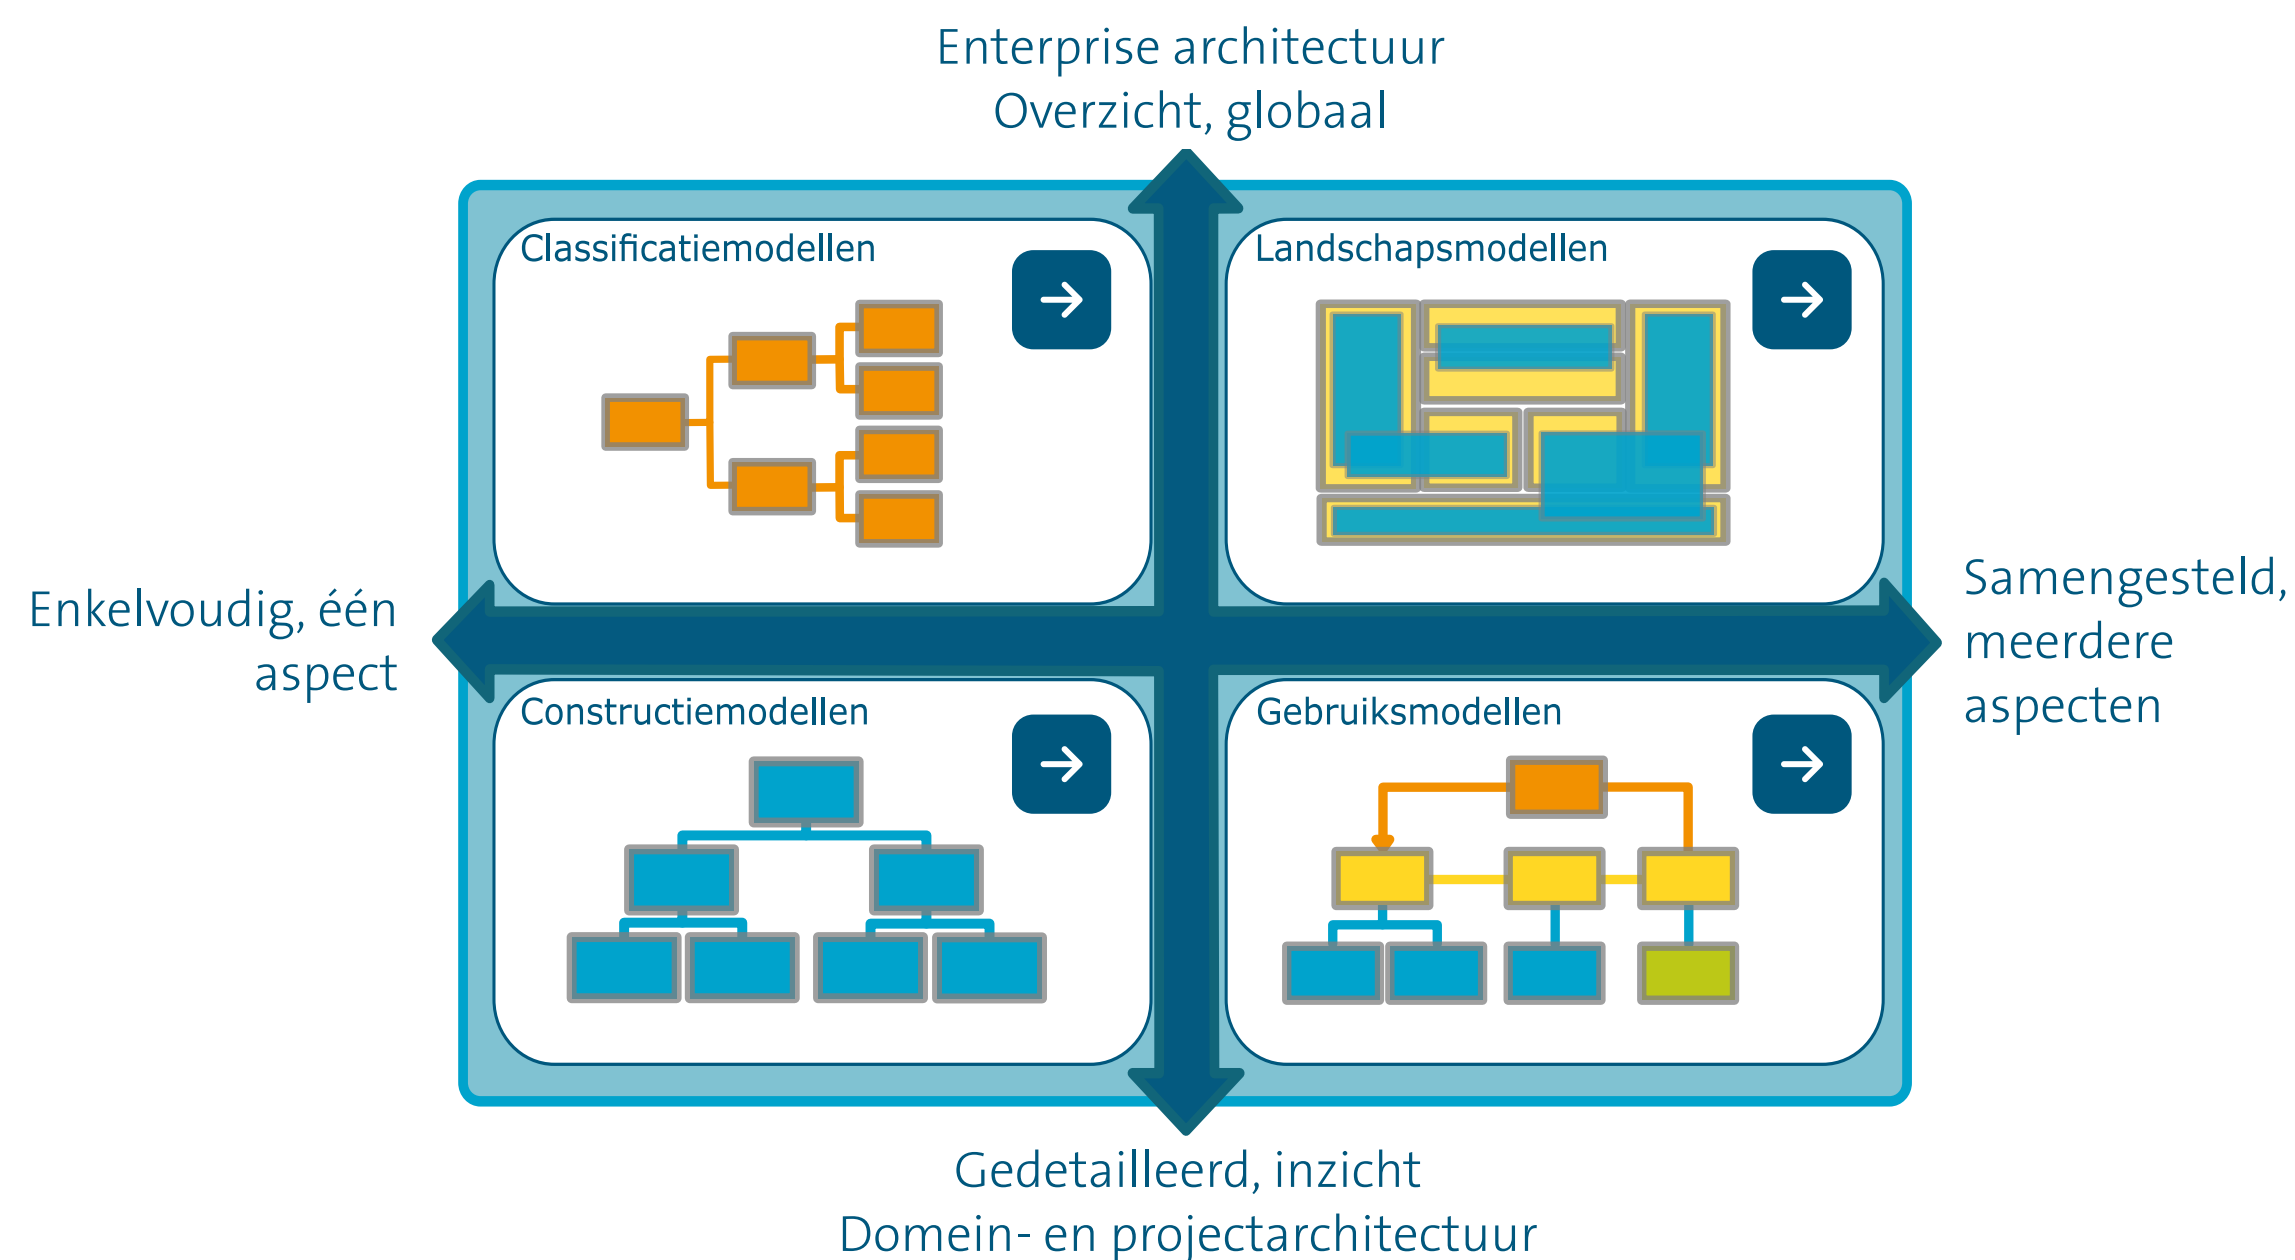 Enterprise architectuur
Overzicht, globaal
Classificatiemodellen
Landschapsmodellen
Enkelvoudig, één
aspect
Samengesteld,
meerdere
aspecten
Constructiemodellen
Gebruiksmodellen
Gedetailleerd, inzicht
Domein- en projectarchitectuur